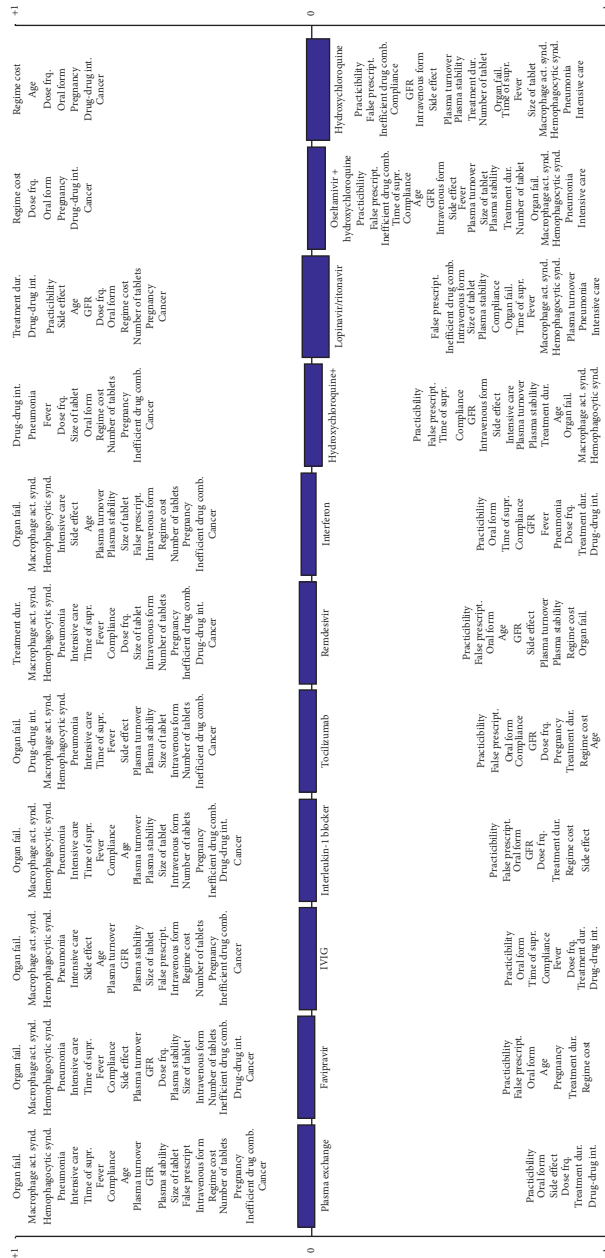 +1
0
Organ fail.
Macrophage act. synd.
Hemophagocytic synd.
Pneumonia
Intensive care
Time of supr.
Fever
Compliance
Age
Plasma turnover
GFR
Plasma stability
Size of tablet
False prescript
Intravenous form
Regime cost
Number of tablets
Pregnancy
Inefficient drug comb.
Cancer
Plasma exchange
Practicibility
Oral form
Side effect
Dose frq.
Treatment dur.
Drug-drug int.
Organ fail.
Macrophage act. synd.
Hemophagocytic synd.
Pneumonia
Intensive care
Time of supr.
Fever
Compliance
Side effect
Plasma turnover
GFR
Dose frq.
Plasma stability
Size of tablet
Intravenous form
Number of tablets
Inefficient drug comb.
Drug-drug int.
Cancer
Favipravir
Practicibility
False prescript.
Oral form
Age
Pregnancy
Treatment dur.
Regime cost
Organ fail.
Macrophage act. synd.
Hemophagocytic synd.
Pneumonia
Intensive care
Side effect
Age
Plasma turnover
GFR
Plasma stability
Size of tablet
False prescript.
Intravenous form
Regime cost
Number of tablets
Pregnancy
Inefficient drug comb.
Cancer
IVIG
Practicibility
Oral form
Time of supr.
Compliance
Fever
Dose frq.
Treatment dur.
Drug-drug int.
Organ fail.
Macrophage act. synd.
Hemophagocytic synd.
Pneumonia
Intensive care
Time of supr.
Fever
Compliance
Age
Plasma turnover
Plasma stability
Size of tablet
Intravenous form
Number of tablets
Pregnancy
Inefficient drug comb.
Drug-drug int.
Cancer
Interleukin-1 blocker
Practicibility
False prescript.
Oral form
GFR
Dose frq.
Treatment dur.
Regime cost
Side effect
Organ fail.
Drug-drug int.
Macrophage act. synd.
Hemophagocytic synd.
Pneumonia
Intensive care
Time of supr.
Fever
Side effect
Plasma turnover
Plasma stability
Size of tablet
Intravenous form
Number of tablets
Inefficient drug comb.
Cancer
Tocilizumab
Practicibility
False prescript.
Oral form
Compliance
GFR
Dose frq.
Pregnancy
Treatment dur.
Regime cost
Age
Treatment dur.
Macrophage act. synd.
Hemophagocytic synd.
Pneumonia
Intensive care
Time of supr.
Fever
Compliance
Dose frq.
Size of tablet
Intravenous form
Number of tablets
Pregnancy
Inefficient drug comb.
Drug-drug int.
Cancer
Remdesivir
Practicibility
False prescript.
Oral form
Age
GFR
Side effect
Plasma turnover
Plasma stability
Regime cost
Organ fail.
Organ fail.
Macrophage act. synd.
Hemophagocytic synd.
Intensive care
Side effect
Age
Plasma turnover
Plasma stability
Size of tablet
False prescript.
Intravenous form
Regime cost
Number of tablets
Pregnancy
Inefficient drug comb.
Cancer
Interferon
Practicibility
Oral form
Time of supr.
Compliance
GFR
Fever
Pneumonia
Dose frq.
Treatment dur.
Drug-drug int.
Drug-drug int.
Pneumonia
Fever
Dose frq.
Size of tablet
Oral form
Regime cost
Number of tablets
Pregnancy
Inefficient drug comb.
Cancer
Hydroxychloroquine+
Practicibility
False prescript.
Time of supr.
Compliance
GFR
Intravenous form
Side effect
Intensive care
Plasma turnover
Plasma stability
Treatment dur.
Age
Organ fail.
Macrophage act. synd.
Hemophagocytic synd.
Treatment dur.
Drug-drug int.
Practicibility
Side effect
Age
GFR
Dose frq.
Oral form
Regime cost
Number of tablets
Pregnancy
Cancer
Lopinavir/ritonavir
False prescript.
Inefficient drug comb.
Intravenous form
Size of tablet
Plasma stability
Compliance
Organ fail.
Time of supr.
Fever
Macrophage act. synd.
Hemophagocytic synd.
Plasma turnover
Pneumonia
Intensive care
Regime cost
Dose frq.
Oral form
Pregnancy
Drug-drug int.
Cancer
Oseltamivir +
hydroxychloroquine
Practicibility
False prescript.
Inefficient drug comb.
Time of supr.
Compliance
Age
GFR
Intravenous form
Side effect
Fever
Plasma turnover
Size of tablet
Plasma stability
Treatment dur.
Number of tablet
Organ fail.
Macrophage act. synd.
Hemophagocytic synd.
Pneumonia
Intensive care
Regime cost
Age
Dose frq.
Oral form
Pregnancy
Drug-drug int.
Cancer
Hydroxychloroquine
Practicibility
False prescript.
Inefficient drug comb.
Compliance
GFR
Intravenous form
Side effect
Plasma turnover
Plasma stability
Treatment dur.
Number of tablet
Organ fail.
Time of supr.
Fever
Size of tablet
Macrophage act. synd.
Hemophagocytic synd.
Pneumonia
Intensive care
+1
0